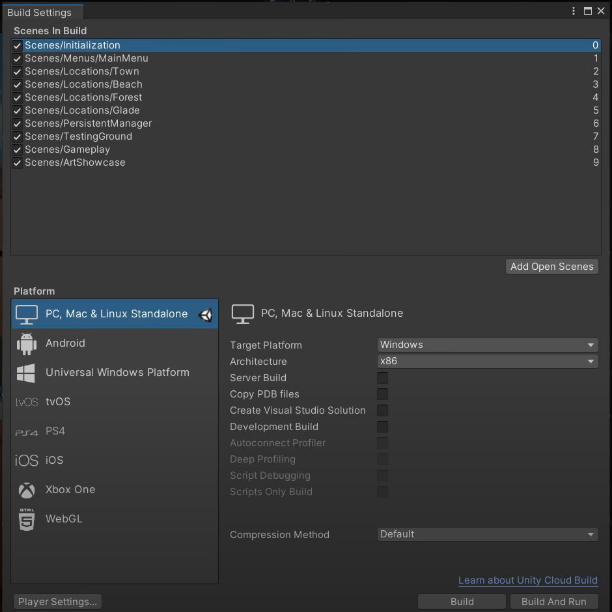 Build Settings
Scenes In Build
Scenes/Initialization 0
Scenes/Menus/MainMenu 1
Scenes/Locations/Town 2
Scenes/Locations/Beach 3
Scenes/Locations/Forest 4
Scenes/Locations/Glade 5
Scenes/PersistentManager 6
Scenes/TestingGround 7
Scenes/Gameplay 8
Scenes/ArtShowcase 9
Add Open Scenes
Platform
PC, Mac & Linux Standalone
Android
Universal Windows Platform
tvOS tvOS
PS4 PS4
iOS iOS
Xbox One
HTML
WebGL
PC, Mac & Linux Standalone
Target Platform Windows
Architecture x86
Server Build
Copy PDB files
Create Visual Studio Solution
Development Build
Autoconnect Profiler
Deep Profiling
Script Debugging
Scripts Only Build
Compression Method Default
Learn about Unity Cloud Build
Player Settings... Build Build And Run